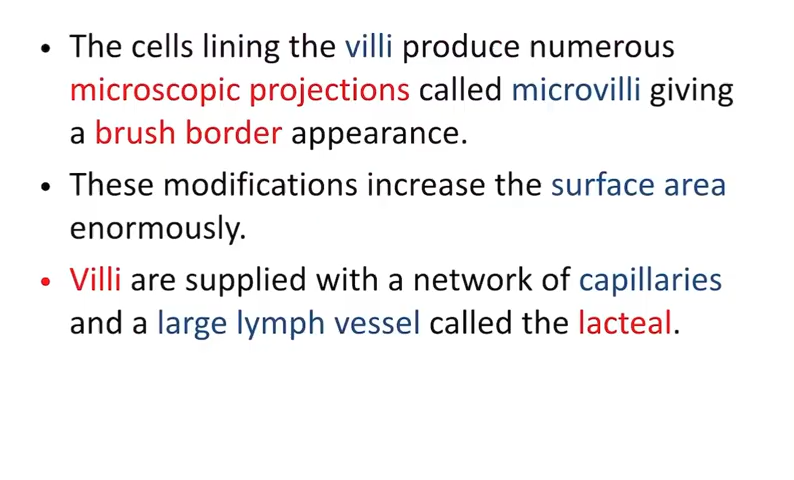 • The cells lining the villi produce numerous
microscopic projections called microvilli giving
a brush border appearance.
• These modifications increase the surface area
enormously.
• Villi are supplied with a network of capillaries
and a large lymph vessel called the lacteal.